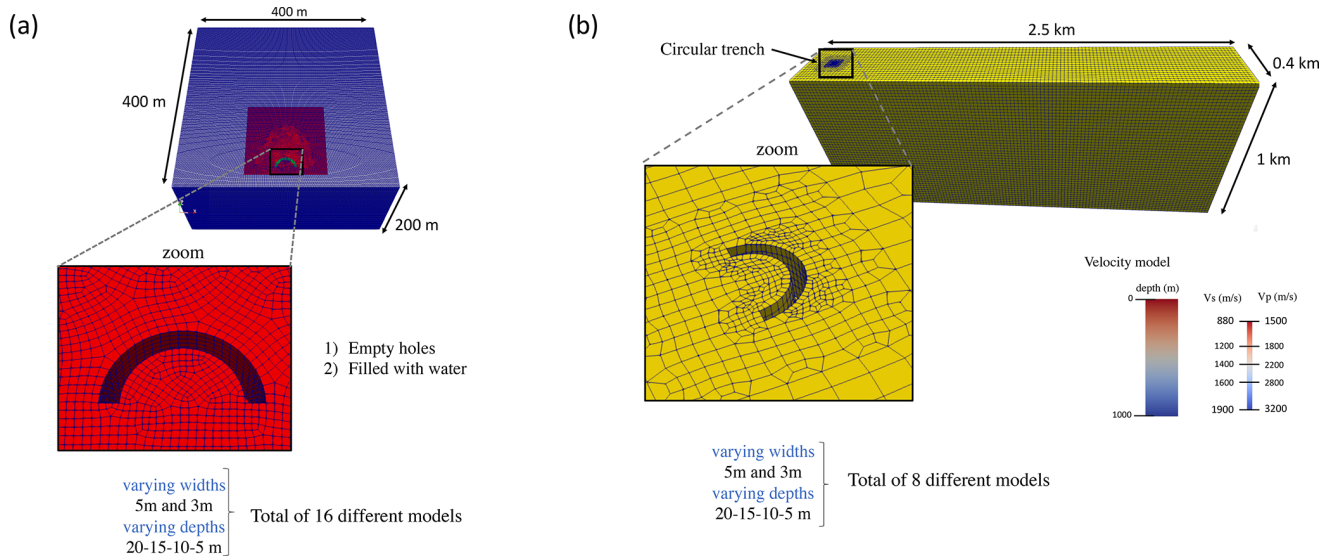 (a)
400 m
400 m
200 m
x
zoom
1) Empty holes
2) Filled with water
varying widths
5m and 3m
varying depths
20-15-10-5 m
Total of 16 different models
(b)
Circular trench
2.5 km
0.4 km
1 km
zoom
Velocity model
depth (m)
0
1000
Vs (m/s) Vp (m/s)
880 1500
1200 1800
1400 2200
1600 2800
1900 3200
varying widths
5m and 3m
varying depths
20-15-10-5 m
Total of 8 different models